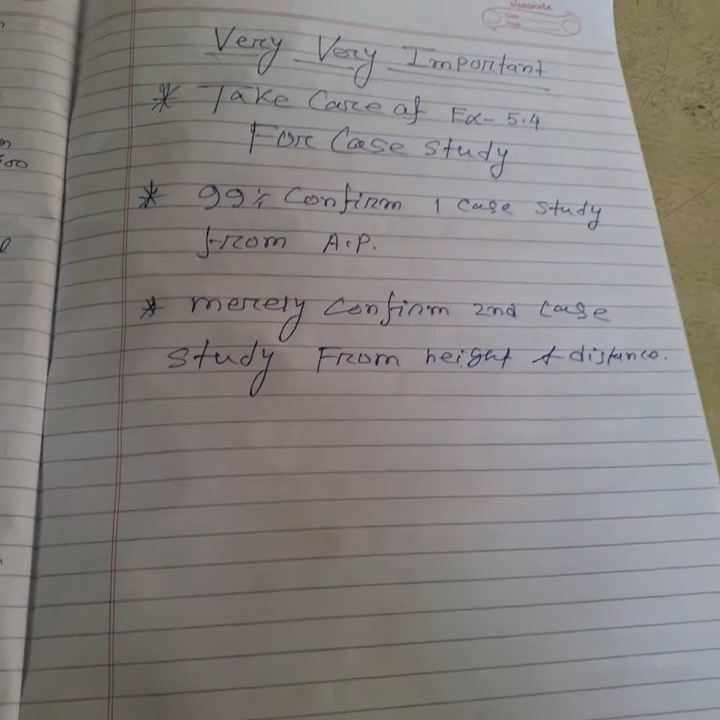 classmate
Very Very Important
* Take Care of Ex-5.4
For Case study
* 99% Confirm 1 case study
from A.P.
* merely Confirm 2nd case
study From height & distance.